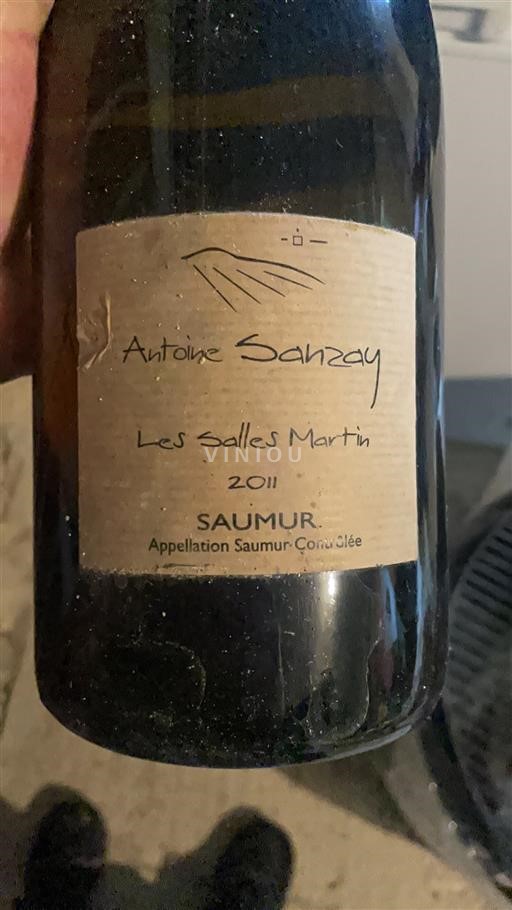 Antoine Sanzay
Les Salles Martin
VINIOU
2011
SAUMUR
Appellation Saumur Contrôlée